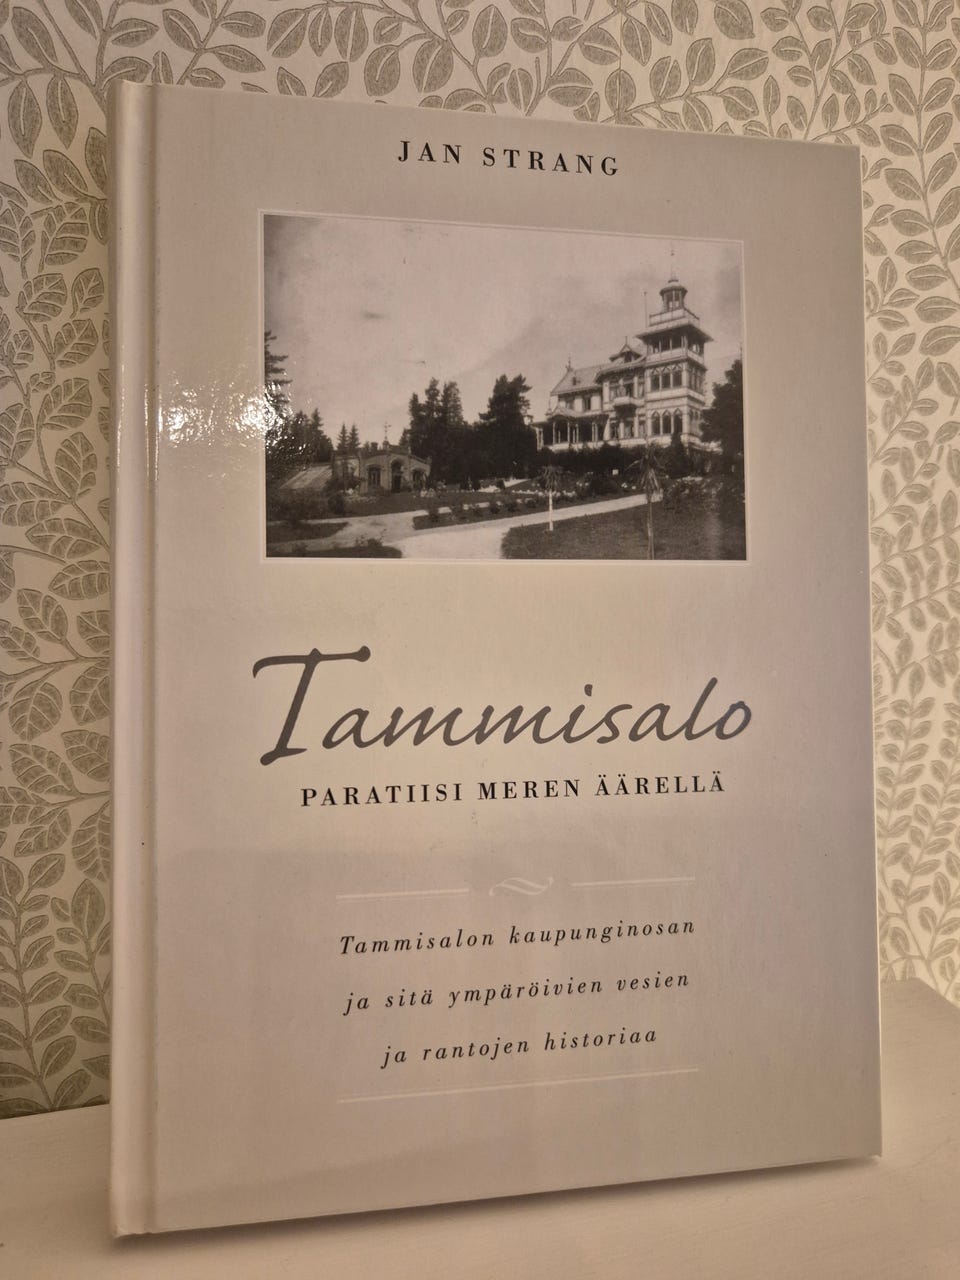 JAN STRANG
Tammisalo
PARATIISI MEREN ÄÄRELLÄ
Tammisalon kaupunginosan
ja sitä ympäröivien vesien
ja rantojen historiaa